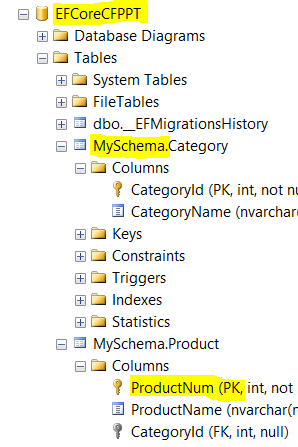 EFCoreCFPPT
Database Diagrams
Tables
System Tables
FileTables
dbo.__EFMigrationsHistory
MySchema.Category
Columns
CategoryId (PK, int, not nu
CategoryName (nvarchar(
Keys
Constraints
Triggers
Indexes
Statistics
MySchema.Product
Columns
ProductNum (PK, int, not
ProductName (nvarchar(n
CategoryId (FK, int, null)